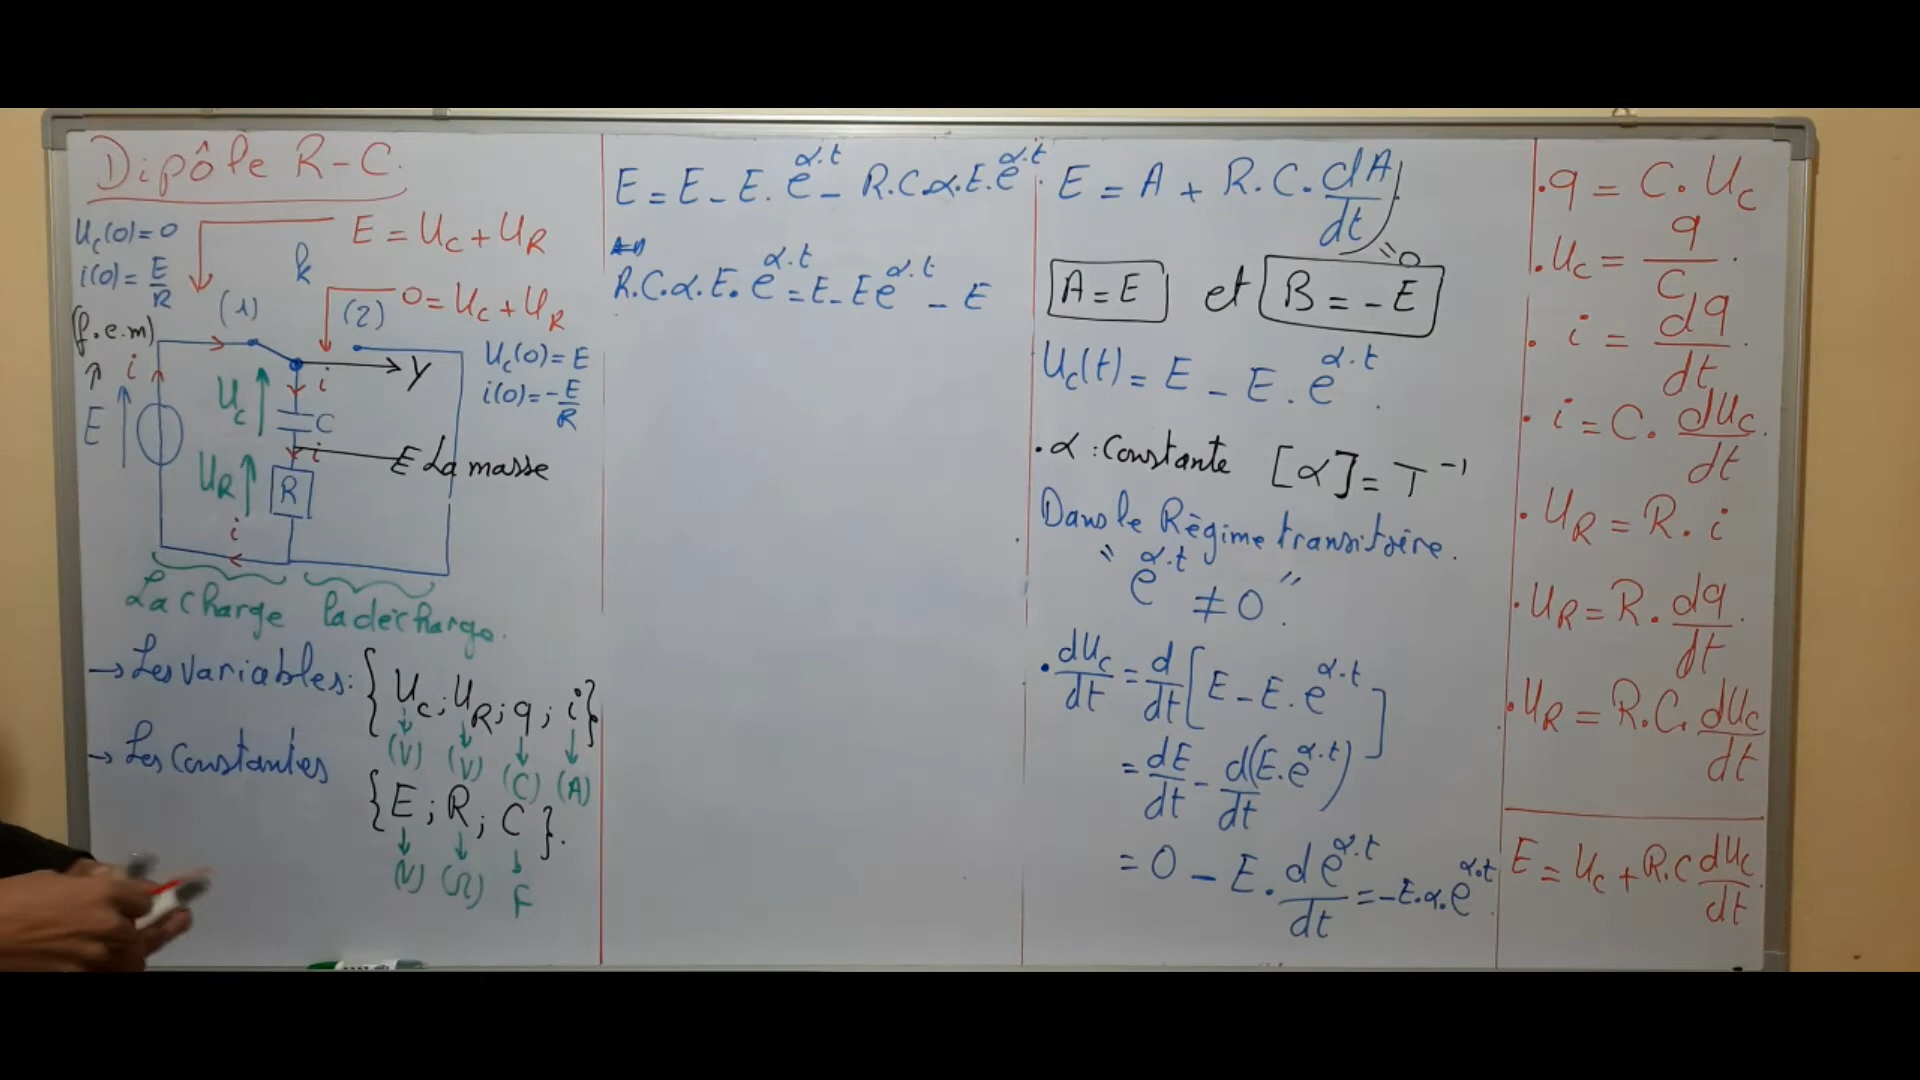 Dipôle R-C.
Uc(0)=0
i(0)=E/R
E = Uc + UR
k
0 = Uc + UR
(1)
(2)
(f.e.m)
Uc(0)=E
i(0)=-E/R
i
E
Uc
i
C
Y
i
E La masse
UR
R
i
La charge
la décharge.
→ Les variables: {Uc; UR; q; i}
(V) (V) (C) (A)
→ Les Constantes
{E; R; C}.
(V) (Ω) F
E = E - E.e^α.t - R.C.α.E.e^α.t.
R.C.α.E.e^α.t = E - Ee^α.t - E
E = A + R.C.dA/dt
=0
A = E et B = -E
Uc(t) = E - E.e^α.t.
.α : Constante [α] = T^-1
Dans le Régime transitoire.
"e^α.t ≠ 0".
. dUc/dt = d/dt[E - E.e^α.t]
= dE/dt - d(E.e^α.t)/dt
= 0 - E.de^α.t/dt = -E.α.e^α.t.
.q = C.Uc
.Uc = q/C.
. i = dq/dt.
. i = C.dUc/dt.
. UR = R.i
.UR = R.dq/dt.
.UR = R.C.dUc/dt
E = Uc + R.C dUc/dt.